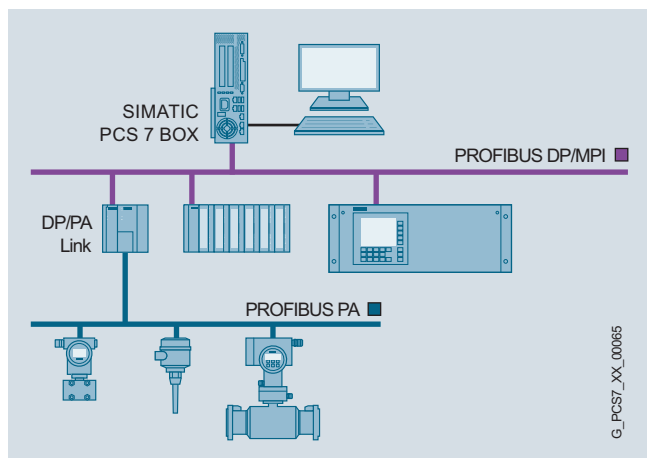 SIMATIC
PCS 7 BOX
PROFIBUS DP/MPI
DP/PA
Link
PROFIBUS PA
G_PCS7_XX_00065